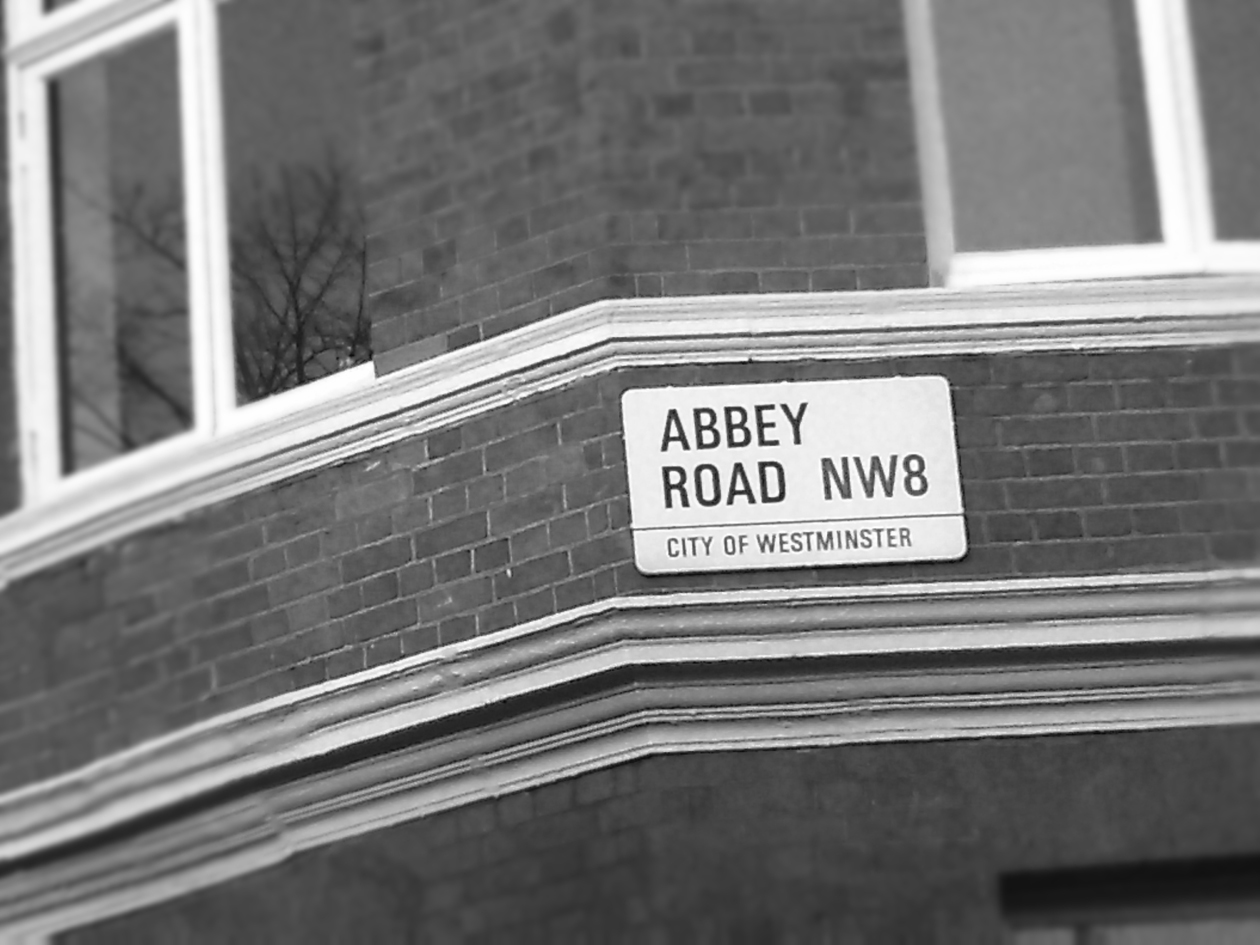 ABBEY
ROAD NW8
CITY OF WESTMINSTER